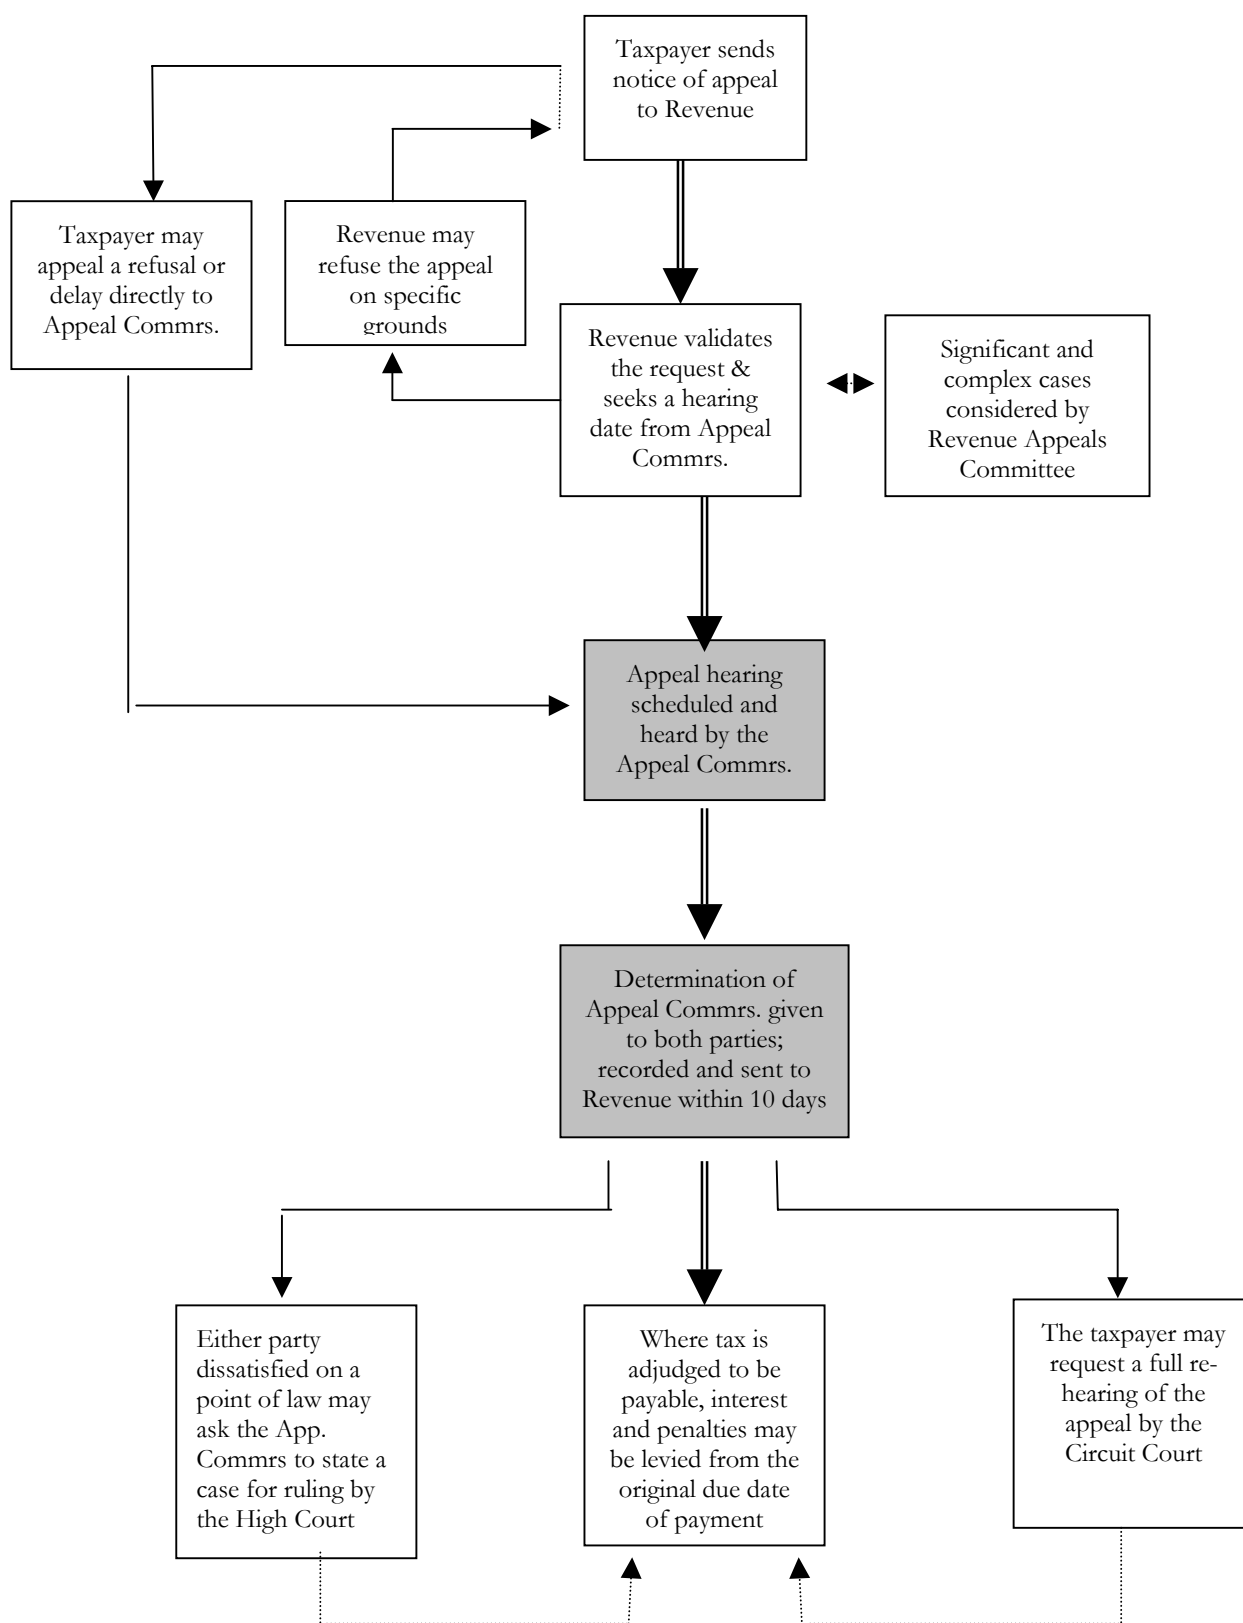 Taxpayer sends
notice of appeal
to Revenue
Taxpayer may
appeal a refusal or
delay directly to
Appeal Commrs.
Revenue may
refuse the appeal
on specific
grounds
Revenue validates
the request &
seeks a hearing
date from Appeal
Commrs.
Significant and
complex cases
considered by
Revenue Appeals
Committee
Appeal hearing
scheduled and
heard by the
Appeal Commrs.
Determination of
Appeal Commrs. given
to both parties;
recorded and sent to
Revenue within 10 days
Either party
dissatisfied on a
point of law may
ask the App.
Commrs to state a
case for ruling by
the High Court
Where tax is
adjudged to be
payable, interest
and penalties may
be levied from the
original due date
of payment
The taxpayer may
request a full re-
hearing of the
appeal by the
Circuit Court